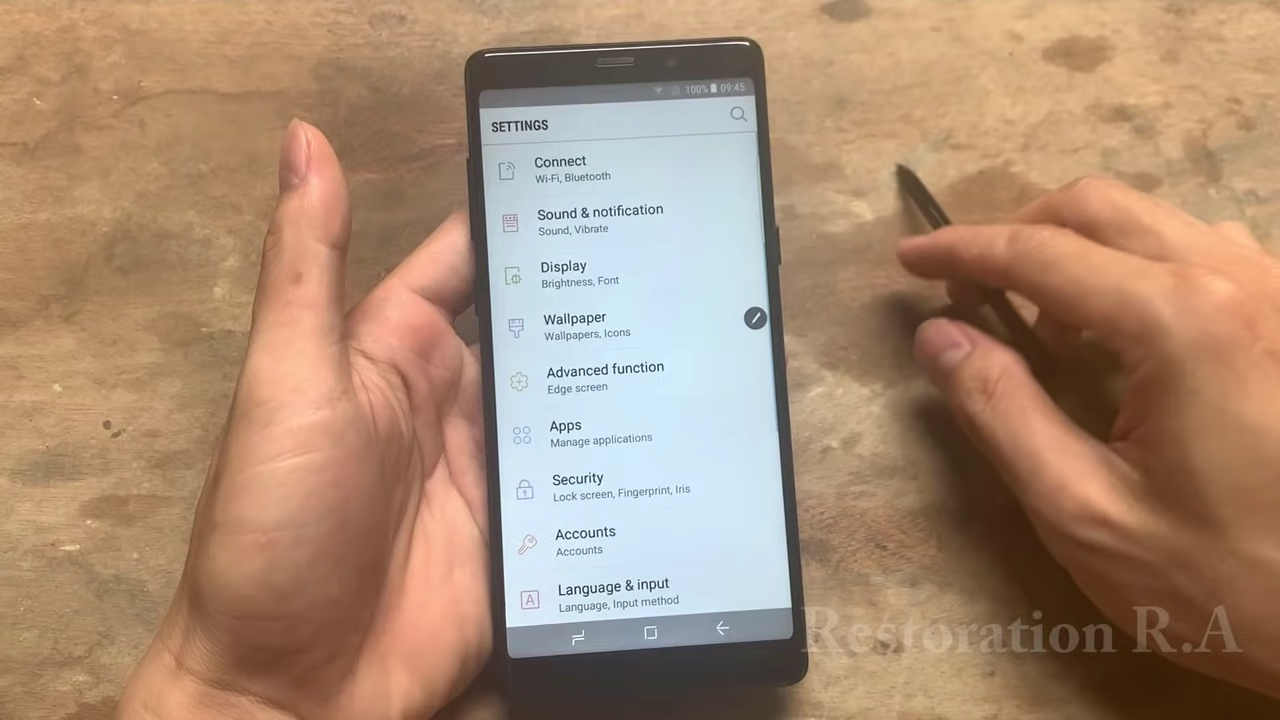 100% 09:45
SETTINGS
Connect
Wi-Fi, Bluetooth
Sound & notification
Sound, Vibrate
Display
Brightness, Font
Wallpaper
Wallpapers, Icons
Advanced function
Edge screen
Apps
Manage applications
Security
Lock screen, Fingerprint, Iris
Accounts
Accounts
A
Language & input
Language, Input method
Restoration R.A